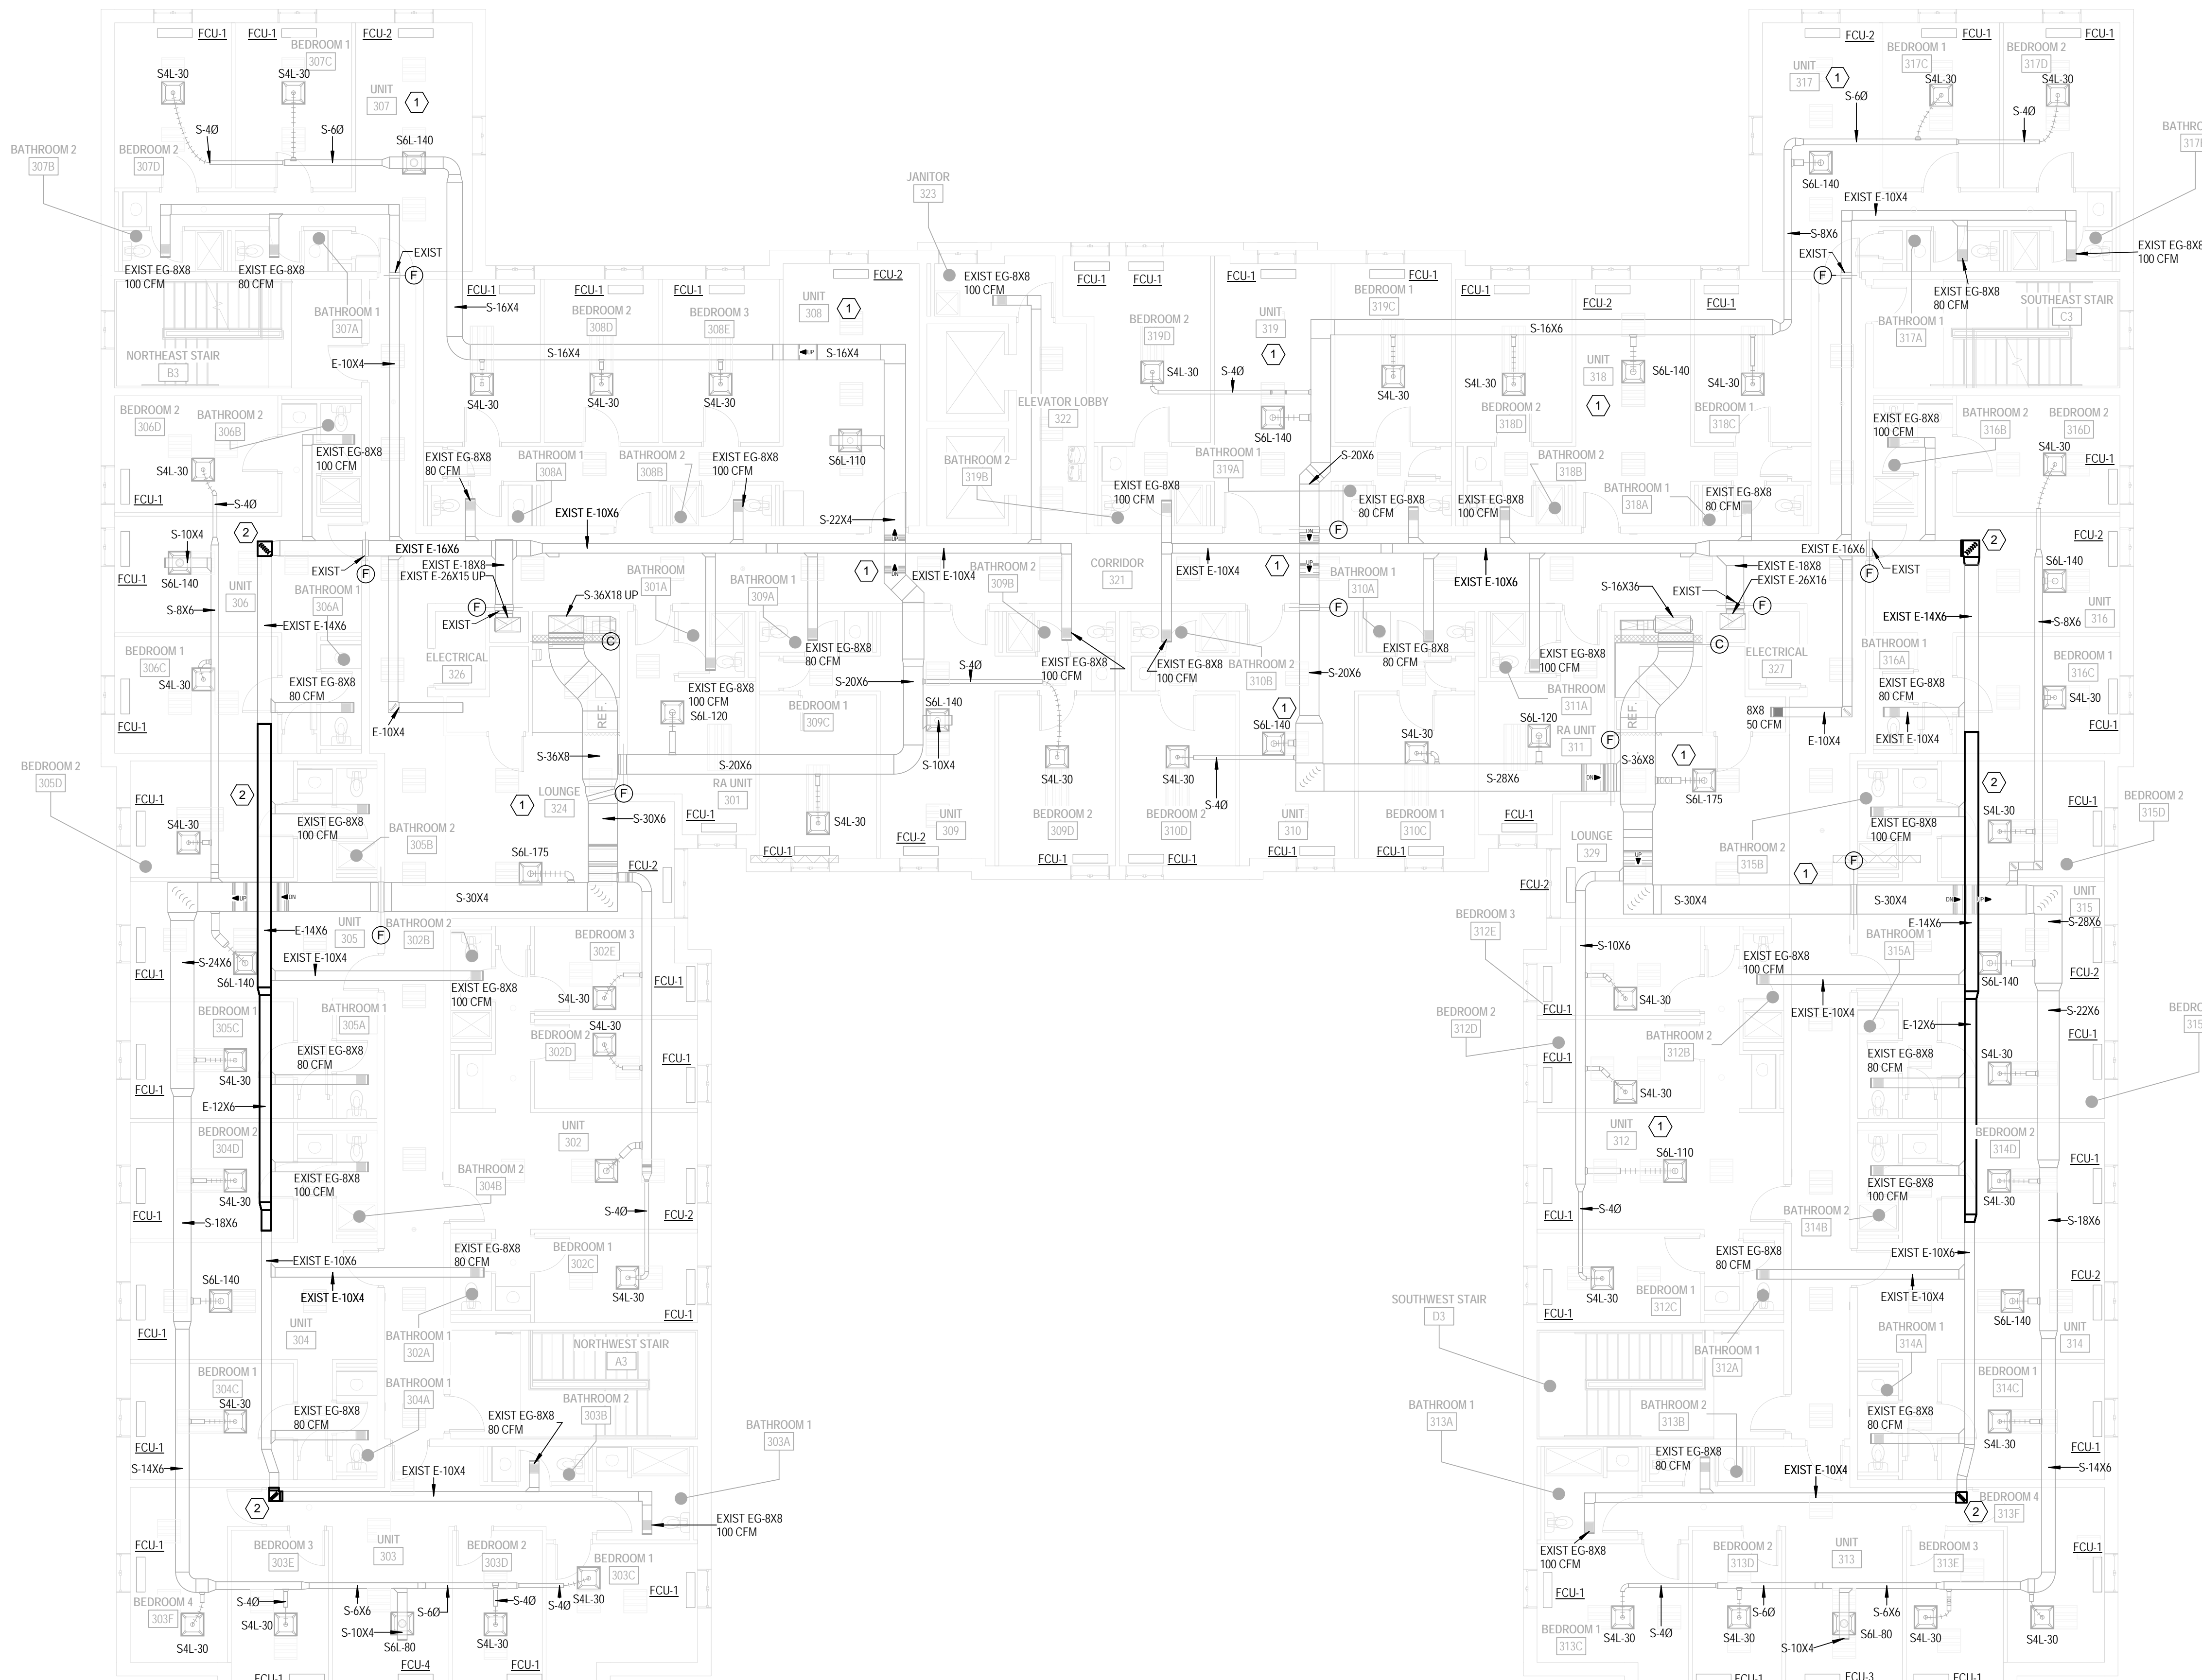 FCU-1
FCU-1
FCU-2
BEDROOM 1
307C
S4L-30
S4L-30
UNIT
307
1
S-4Ø
S-6Ø
S6L-140
BATHROOM 2
307B
BEDROOM 2
307D
EXIST EG-8X8
100 CFM
EXIST EG-8X8
80 CFM
EXIST
F
BATHROOM 1
307A
NORTHEAST STAIR
B3
E-10X4
S-16X4
FCU-1
FCU-1
FCU-1
FCU-2
BEDROOM 2
308D
BEDROOM 3
308E
UNIT
308
1
S-16X4
UP
S-16X4
S4L-30
S4L-30
S4L-30
S6L-110
JANITOR
323
EXIST EG-8X8
100 CFM
FCU-1
FCU-1
FCU-1
FCU-1
FCU-1
FCU-2
FCU-1
BEDROOM 2
319D
UNIT
319
1
BEDROOM 1
319C
S-16X6
S4L-30
S-4Ø
S6L-140
S4L-30
S4L-30
BEDROOM 2
318D
UNIT
318
1
S6L-140
S4L-30
BEDROOM 1
318C
ELEVATOR LOBBY
322
FCU-2
FCU-1
FCU-1
UNIT
317
1
BEDROOM 1
317C
BEDROOM 2
317D
S4L-30
S4L-30
S-6Ø
S-4Ø
S6L-140
BATHRO
317B
EXIST E-10X4
S-8X6
EXIST
F
EXIST EG-8X8
100 CFM
EXIST EG-8X8
80 CFM
BATHROOM 1
317A
SOUTHEAST STAIR
C3
BEDROOM 2
306D
BATHROOM 2
306B
EXIST EG-8X8
100 CFM
S4L-30
FCU-1
S-4Ø
S-10X4
2
S6L-140
FCU-1
UNIT
306
S-8X6
EXIST E-16X6
EXIST
F
EXIST E-18X8
EXIST E-26X15 UP
BATHROOM 1
306A
EXIST E-14X6
BEDROOM 1
306C
S4L-30
FCU-1
EXIST EG-8X8
80 CFM
E-10X4
ELECTRICAL
326
F
EXIST
S-36X18 UP
C
EXIST EG-8X8
80 CFM
BATHROOM 1
308A
BATHROOM 2
308B
EXIST EG-8X8
100 CFM
EXIST E-10X6
S-22X4
UP
DN
1
EXIST E-10X4
BATHROOM
301A
BATHROOM 1
309A
EXIST EG-8X8
80 CFM
BATHROOM 2
309B
EXIST EG-8X8
100 CFM
EXIST EG-8X8
100 CFM
S6L-120
S-20X6
S-4Ø
S6L-140
BEDROOM 1
309C
REF.
S-36X8
S-20X6
S-10X4
RA UNIT
301
S4L-30
S4L-30
UNIT
309
BEDROOM 2
309D
FCU-1
FCU-1
FCU-2
FCU-1
BATHROOM 2
319B
BATHROOM 1
319A
EXIST EG-8X8
100 CFM
S-20X6
EXIST EG-8X8
80 CFM
EXIST EG-8X8
100 CFM
BATHROOM 2
318B
BATHROOM 1
318A
EXIST EG-8X8
80 CFM
DN
F
CORRIDOR
321
EXIST E-10X4
1
UP
F
EXIST E-10X6
EXIST E-16X6
EXIST
F
2
EXIST E-18X8
EXIST E-26X16
EXIST
F
S-16X36
C
BATHROOM 1
310A
EXIST EG-8X8
80 CFM
EXIST EG-8X8
100 CFM
BATHROOM
311A
EXIST EG-8X8
100 CFM
BATHROOM 2
310B
S-20X6
1
S6L-140
S4L-30
S4L-30
S-4Ø
S6L-120
RA UNIT
311
F
REF.
S-36X8
S-28X6
DN
1
S6L-175
BEDROOM 2
310D
UNIT
310
BEDROOM 1
310C
FCU-1
FCU-1
FCU-1
FCU-1
LOUNGE
329
UP
ELECTRICAL
327
8X8
50 CFM
E-10X4
EXIST E-10X4
EXIST EG-8X8
100 CFM
BATHROOM 2
316B
BEDROOM 2
316D
S4L-30
FCU-1
FCU-2
S6L-140
UNIT
316
S-8X6
EXIST E-14X6
BATHROOM 1
316A
BEDROOM 1
316C
EXIST EG-8X8
80 CFM
S4L-30
FCU-1
BEDROOM 2
305D
FCU-1
S4L-30
2
EXIST EG-8X8
100 CFM
BATHROOM 2
305B
1
LOUNGE
324
F
S-30X6
S6L-175
FCU-2
UP
DN
S-30X4
UNIT
305
F
E-14X6
S-24X6
FCU-1
S6L-140
EXIST E-10X4
BATHROOM 2
302B
EXIST EG-8X8
100 CFM
BEDROOM 3
302E
S4L-30
FCU-1
BEDROOM 1
305C
BATHROOM 1
305A
S4L-30
FCU-1
EXIST EG-8X8
80 CFM
S4L-30
BEDROOM 2
302D
FCU-1
E-12X6
BEDROOM 2
304D
UNIT
302
S4L-30
FCU-1
S-18X6
EXIST EG-8X8
100 CFM
BATHROOM 2
304B
S-4Ø
FCU-2
EXIST E-10X6
EXIST EG-8X8
80 CFM
BEDROOM 1
302C
S4L-30
FCU-1
EXIST E-10X4
S6L-140
FCU-1
UNIT
304
BATHROOM 1
302A
NORTHWEST STAIR
A3
BEDROOM 1
304C
S4L-30
FCU-1
BATHROOM 1
304A
EXIST EG-8X8
80 CFM
S-14X6
EXIST EG-8X8
80 CFM
BATHROOM 2
303B
BATHROOM 1
303A
EXIST E-10X4
2
EXIST EG-8X8
100 CFM
FCU-1
BEDROOM 3
303E
UNIT
303
BEDROOM 2
303D
BEDROOM 1
303C
FCU-1
BEDROOM 4
303F
S4L-30
S-4Ø
S4L-30
S-6X6
S-10X4
S6L-80
S-6Ø
S-4Ø
S4L-30
S-4Ø
S4L-30
FCU-1
FCU-4
FCU-1
FCU-2
S-30X4
1
F
S-30X4
DN
UP
2
BATHROOM 2
315B
EXIST EG-8X8
100 CFM
S4L-30
FCU-1
BEDROOM 2
315D
UNIT
315
S-28X6
E-14X6
BEDROOM 3
312E
S-10X6
S4L-30
FCU-1
EXIST EG-8X8
100 CFM
EXIST E-10X4
BATHROOM 1
315A
S6L-140
FCU-2
S-22X6
BEDRO
315
E-12X6
FCU-1
BEDROOM 2
312D
FCU-1
S4L-30
BATHROOM 2
312B
EXIST EG-8X8
80 CFM
S4L-30
UNIT
312
1
S6L-110
FCU-1
S-4Ø
BEDROOM 2
314D
FCU-1
EXIST EG-8X8
100 CFM
S4L-30
BATHROOM 2
314B
S-18X6
EXIST E-10X6
EXIST EG-8X8
80 CFM
EXIST E-10X4
FCU-2
S6L-140
UNIT
314
FCU-1
S4L-30
BEDROOM 1
312C
SOUTHWEST STAIR
D3
BATHROOM 1
312A
BATHROOM 1
314A
BEDROOM 1
314C
EXIST EG-8X8
80 CFM
S4L-30
FCU-1
S-14X6
BATHROOM 1
313A
BATHROOM 2
313B
EXIST EG-8X8
80 CFM
EXIST E-10X4
2
BEDROOM 4
313F
EXIST EG-8X8
100 CFM
BEDROOM 2
313D
UNIT
313
BEDROOM 3
313E
FCU-1
FCU-1
BEDROOM 1
313C
S4L-30
S-4Ø
S-6Ø
S4L-30
S-10X4
S-6X6
S6L-80
S4L-30
S4L-30
FCU-1
FCU-3
FCU-1